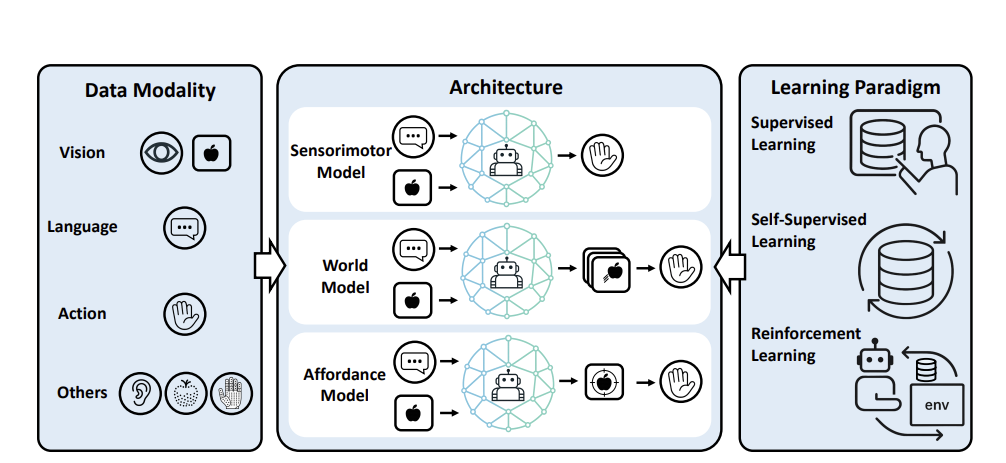 Data Modality
Vision
Language
Action
Others
Architecture
Sensorimotor
Model
World
Model
Affordance
Model
Learning Paradigm
Supervised
Learning
Self-Supervised
Learning
Reinforcement
Learning
env